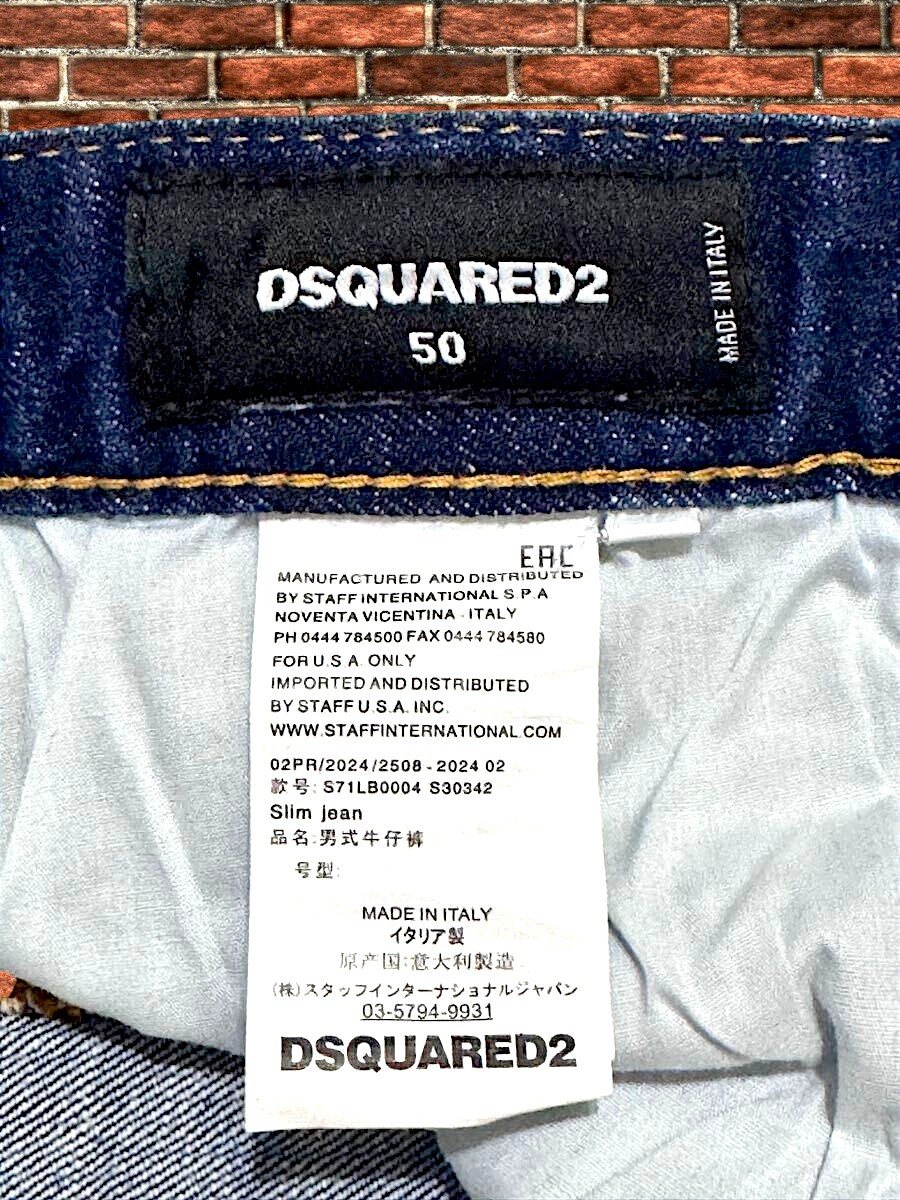 DSQUARED2
50
MADE IN ITALY
EAC
MANUFACTURED AND DISTRIBUTED
BY STAFF INTERNATIONAL S.P.A
NOVENTA VICENTINA - ITALY
PH 0444 784500 FAX 0444 784580
FOR U.S.A. ONLY
IMPORTED AND DISTRIBUTED
BY STAFF U.S.A. INC.
WWW.STAFFINTERNATIONAL.COM
02PR/2024/2508 - 2024 02
款号: S71LB0004 S30342
Slim jean
品名:男式牛仔裤
号型:
MADE IN ITALY
イタリア製
原产国:意大利製造
(株)スタッフインターナショナルジャパン
03-5794-9931
DSQUARED2